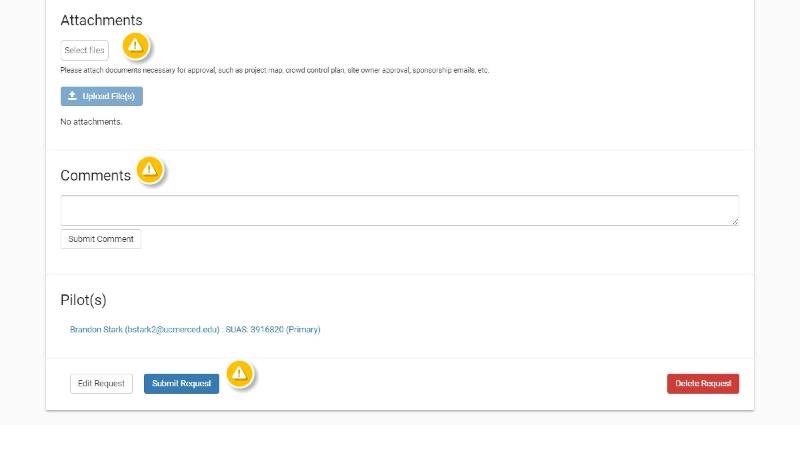 Attachments
Select files
Please attach documents necessary for approval, such as project map, crowd control plan, site owner approval, sponsorship emails, etc.
Upload File(s)
No attachments.
Comments
Submit Comment
Pilot(s)
Brandon Stark (bstark2@ucmerced.edu) : SUAS: 3916820 (Primary)
Edit Request Submit Request Delete Request